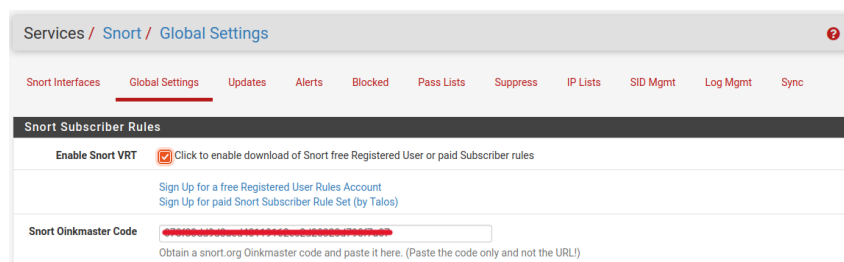 Services / Snort / Global Settings
Snort Interfaces Global Settings Updates Alerts Blocked Pass Lists Suppress IP Lists SID Mgmt Log Mgmt Sync
Snort Subscriber Rules
Enable Snort VRT Click to enable download of Snort free Registered User or paid Subscriber rules
Sign Up for a free Registered User Rules Account
Sign Up for paid Snort Subscriber Rule Set (by Talos)
Snort Oinkmaster Code
Obtain a snort.org Oinkmaster code and paste it here. (Paste the code only and not the URL!)